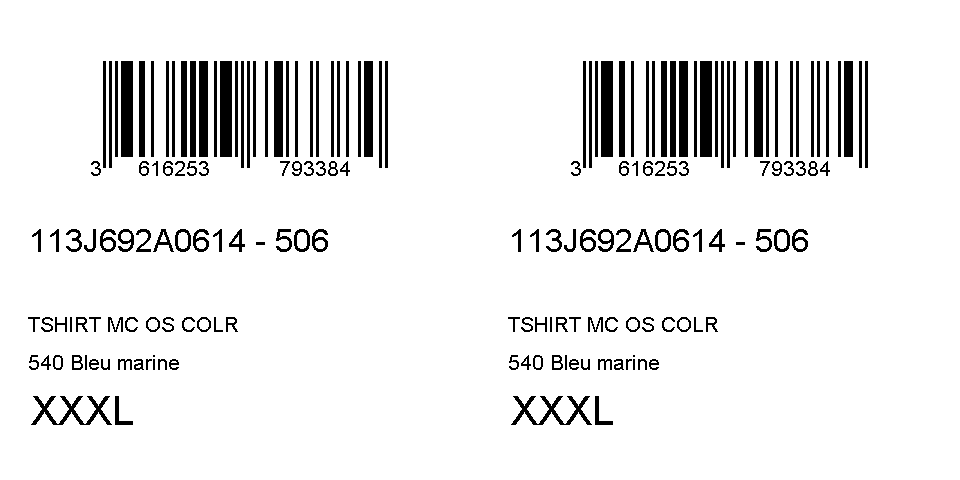 3 616253 793384
113J692A0614 - 506
TSHIRT MC OS COLR
540 Bleu marine
XXXL
3 616253 793384
113J692A0614 - 506
TSHIRT MC OS COLR
540 Bleu marine
XXXL